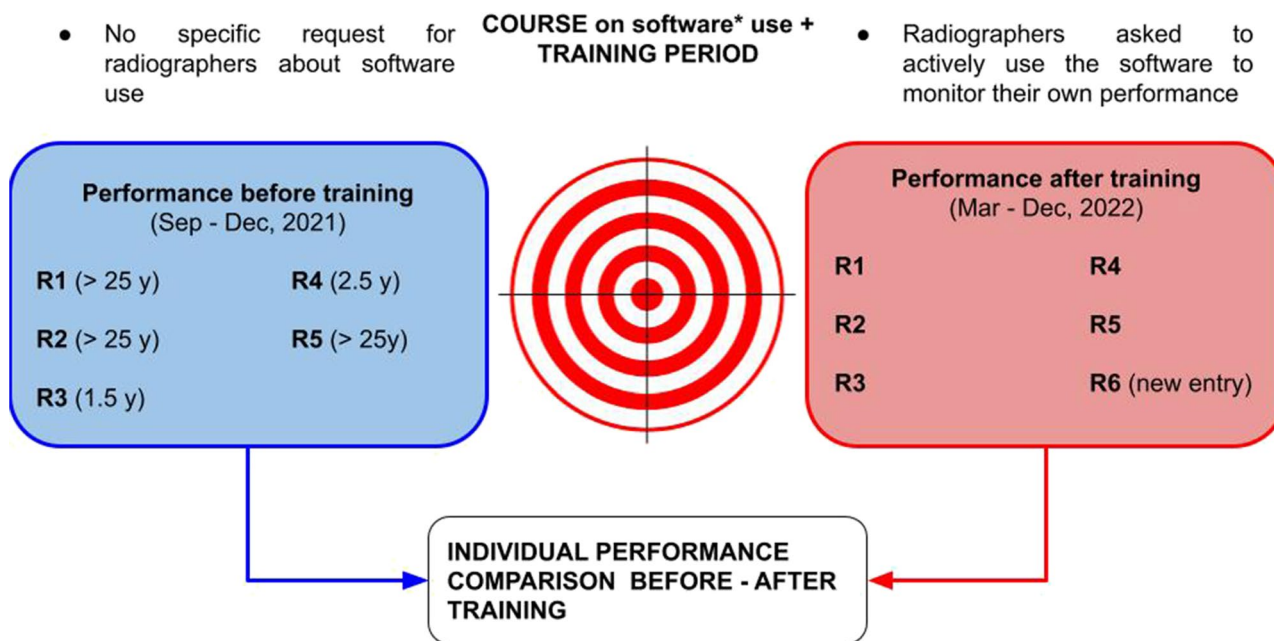 ● No specific request for
radiographers about software
use
COURSE on software* use +
TRAINING PERIOD
● Radiographers asked to
actively use the software to
monitor their own performance
Performance before training
(Sep - Dec, 2021)
R1 (> 25 y) R4 (2.5 y)
R2 (> 25 y) R5 (> 25y)
R3 (1.5 y)
Performance after training
(Mar - Dec, 2022)
R1 R4
R2 R5
R3 R6 (new entry)
INDIVIDUAL PERFORMANCE
COMPARISON BEFORE - AFTER
TRAINING